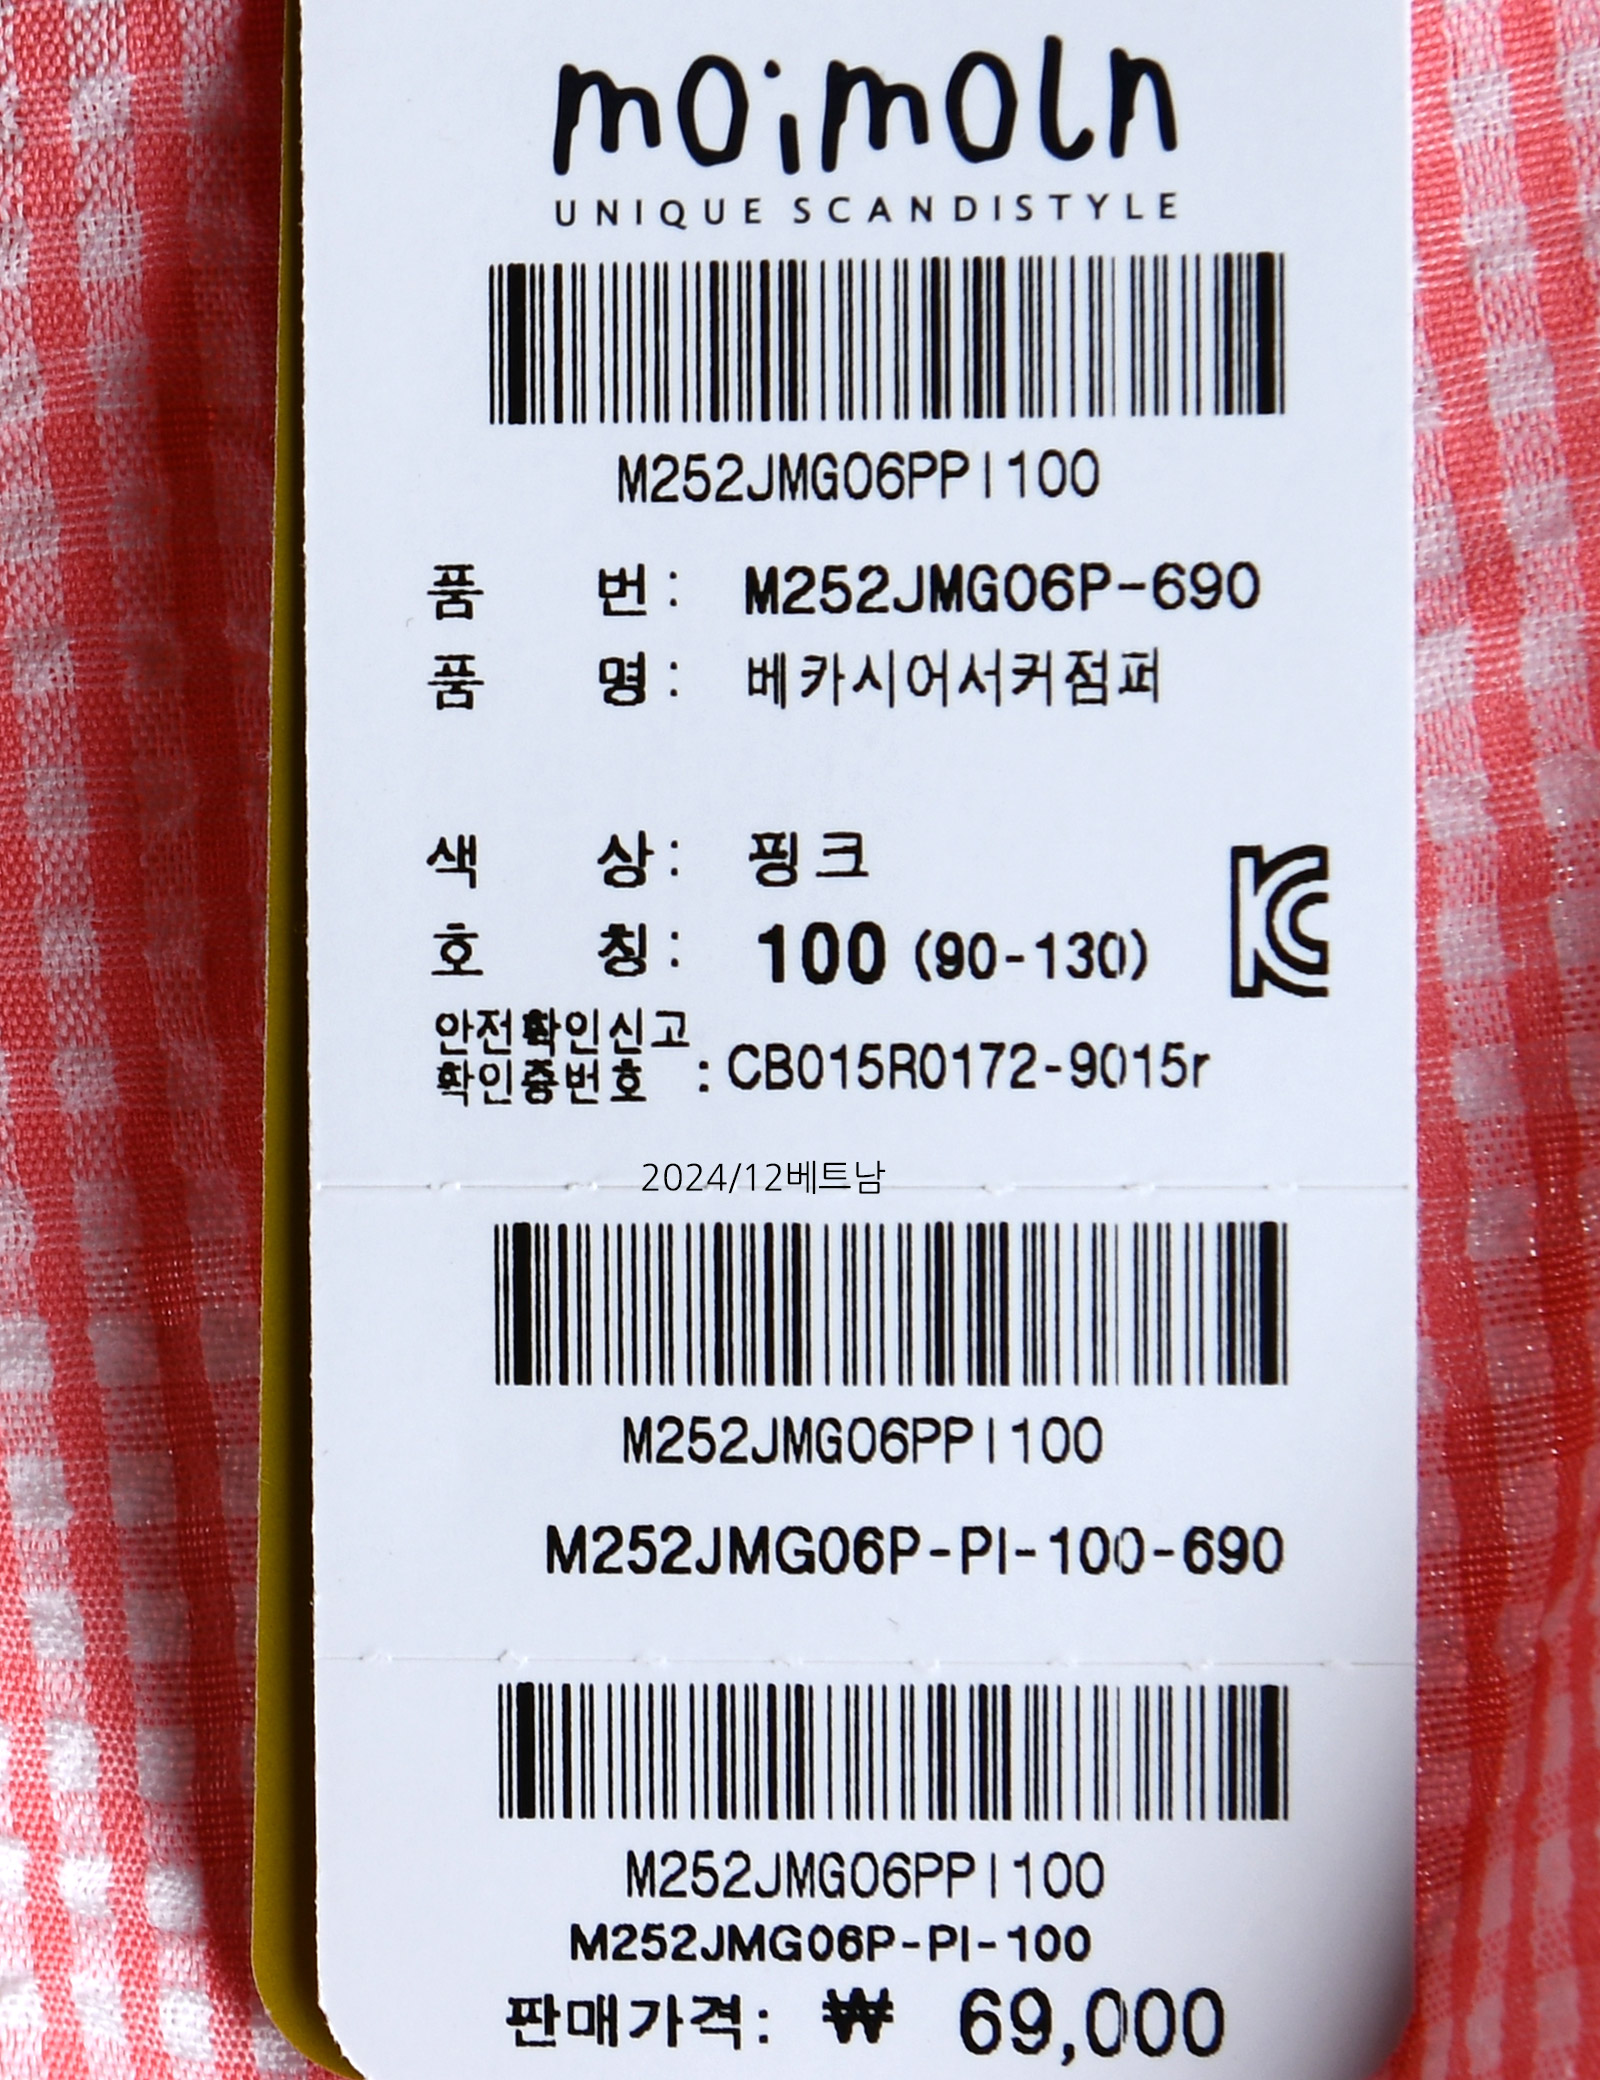 moimoln
UNIQUE SCANDISTYLE
M252JMG06PPI100
품 번 : M252JMG06P-690
품 명 : 베카시어서커점퍼
색 상 : 핑크
호 칭 : 100 (90-130)
안전확인신고
확인증번호 : CB015R0172-9015r
2024/12베트남
M252JMG06PPI100
M252JMG06P-PI-100-690
M252JMG06PPI100
M252JMG06P-PI-100
판매가격: ₩ 69,000